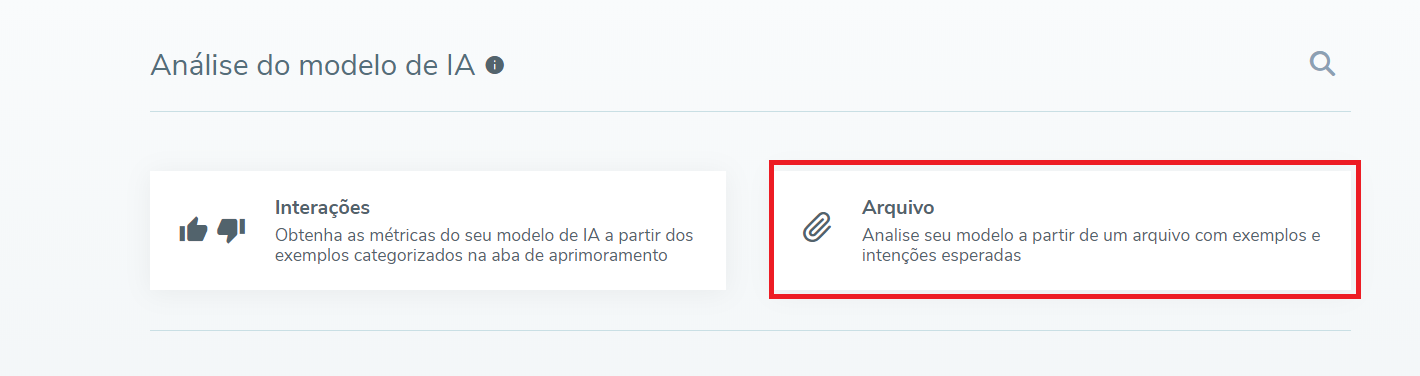 Análise do modelo de IA
Interações
Obtenha as métricas do seu modelo de IA a partir dos
exemplos categorizados na aba de aprimoramento
Arquivo
Analise seu modelo a partir de um arquivo com exemplos e
intenções esperadas